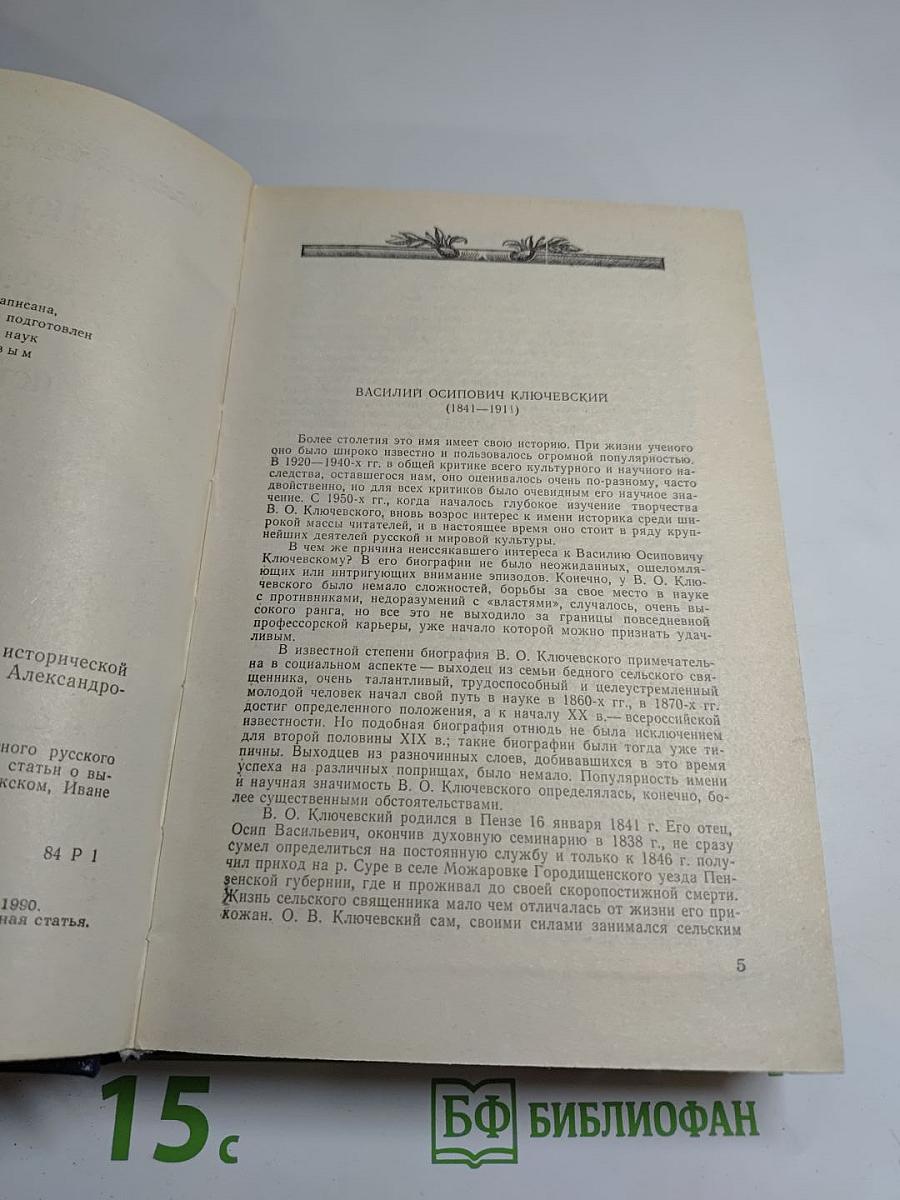 аписана,
подготовлен
наук
вым
исторической
Александро-
ного русского
статьи о вы-
жском, Иване
84 Р 1
1990.
ная статья.
ВАСИЛИЙ ОСИПОВИЧ КЛЮЧЕВСКИЙ
(1841—1911)
Более столетия это имя имеет свою историю. При жизни ученого
оно было широко известно и пользовалось огромной популярностью.
В 1920—1940-х гг. в общей критике всего культурного и научного на-
следства, оставшегося нам, оно оценивалось очень по-разному, часто
двойственно, но для всех критиков было очевидным его научное зна-
чение. С 1950-х гг., когда началось глубокое изучение творчества
В. О. Ключевского, вновь возрос интерес к имени историка среди ши-
рокой массы читателей, и в настоящее время оно стоит в ряду круп-
нейших деятелей русской и мировой культуры.
В чем же причина неиссякавшего интереса к Василию Осиповичу
Ключевскому? В его биографии не было неожиданных, ошеломля-
ющих или интригующих внимание эпизодов. Конечно, у В. О. Клю-
чевского было немало сложностей, борьбы за свое место в науке
с противниками, недоразумений с «властями», случалось, очень вы-
сокого ранга, но все это не выходило за границы повседневной
профессорской карьеры, уже начало которой можно признать удач-
ливым.
В известной степени биография В. О. Ключевского примечатель-
на в социальном аспекте — выходец из семьи бедного сельского свя-
щенника, очень талантливый, трудоспособный и целеустремленный
молодой человек начал свой путь в науке в 1860-х гг., в 1870-х гг.
достиг определенного положения, а к началу XX в.— всероссийской
известности. Но подобная биография отнюдь не была исключением
для второй половины XIX в.; такие биографии были тогда уже ти-
пичны. Выходцев из разночинных слоев, добивавшихся в это время
успеха на различных поприщах, было немало. Популярность имени
и научная значимость В. О. Ключевского определялась, конечно, бо-
лее существенными обстоятельствами.
В. О. Ключевский родился в Пензе 16 января 1841 г. Его отец,
Осип Васильевич, окончив духовную семинарию в 1838 г., не сразу
сумел определиться на постоянную службу и только к 1846 г. полу-
чил приход на р. Суре в селе Можаровке Городищенского уезда Пен-
зенской губернии, где и проживал до своей скоропостижной смерти.
Жизнь сельского священника мало чем отличалась от жизни его при-
хожан. О. В. Ключевский сам, своими силами занимался сельским
5
15 с
БФ БИБЛИОФАН